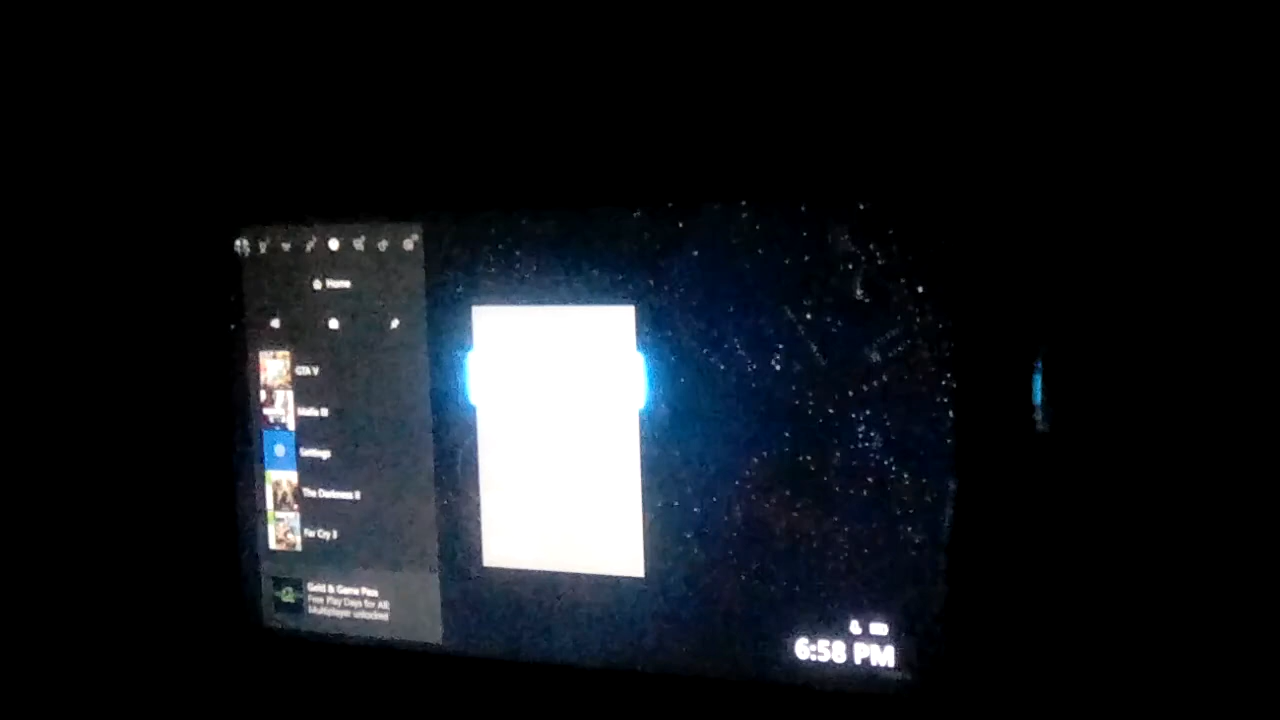 Home
GTA V
Mafia III
Settings
The Darkness II
Far Cry 3
Gold & Game Pass
Free Play Days for All:
Multiplayer unlocked
6:58 PM